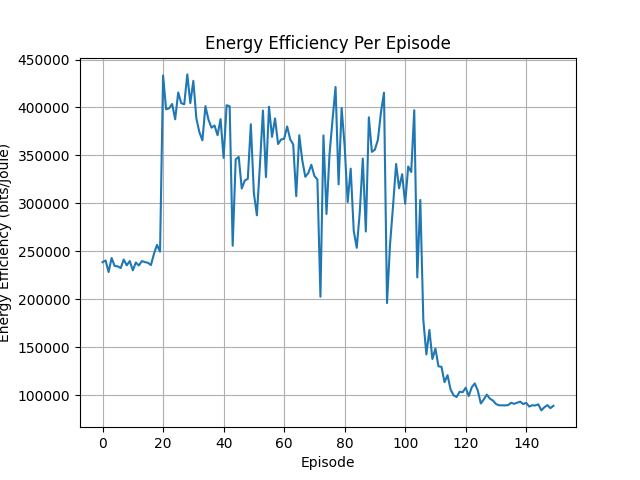 Energy Efficiency Per Episode
Energy Efficiency (bits/Joule)
450000
400000
350000
300000
250000
200000
150000
100000
0 20 40 60 80 100 120 140
Episode